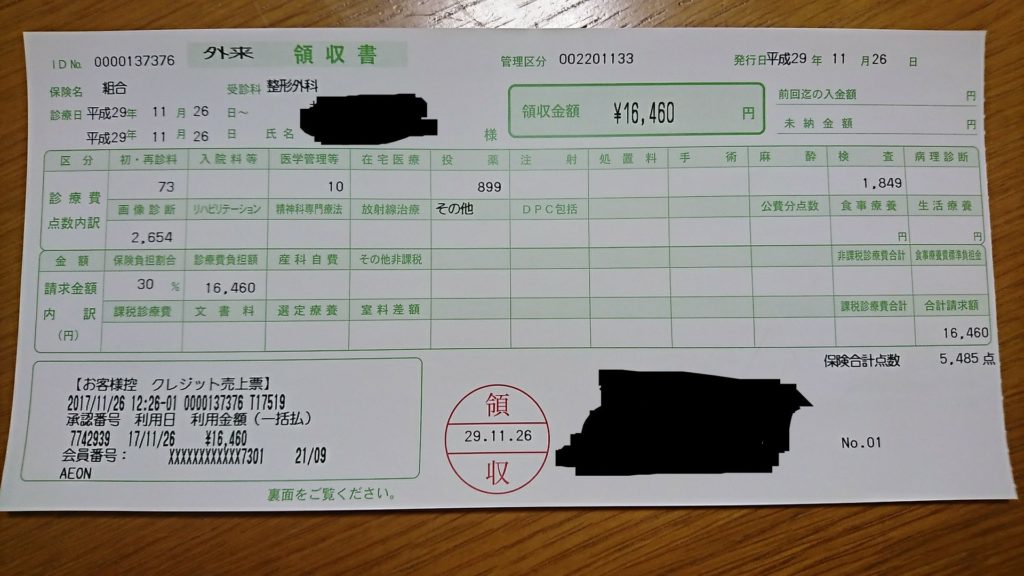 ID No. 0000137376 外来 領収書 管理区分 002201133 発行日 平成29年 11月26日
保険名 組合 受診科 整形外科
診療日 平成29年 11月26日~
平成29年 11月26日 氏名 様
領収金額 ¥16,460 円
前回迄の入金額 円
未納金額 円
区分 初・再診料 入院料等 医学管理等 在宅医療 投薬 注射 処置料 手術 麻酔 検査 病理診断
診療費点数内訳 73 10 899 1,849
画像診断 リハビリテーション 精神科専門療法 放射線治療 その他 DPC包括 公費分点数 食事療養 生活療養
2,654 円 円
金額 保険負担割合 診療費負担額 産科自費 その他非課税 非課税診療費合計 食事療養費標準負担金
請求金額内訳(円) 30% 16,460
課税診療費 文書料 選定療養 室料差額 課税診療費合計 合計請求額
16,460
保険合計点数 5,485点
【お客様控 クレジット売上票】
2017/11/26 12:26-01 0000137376 T17519
承認番号 利用日 利用金額(一括払)
7742939 17/11/26 ¥16,460
会員番号: XXXXXXXXXXXX7301 21/09
AEON
領
29.11.26
収
No.01
裏面をご覧ください。